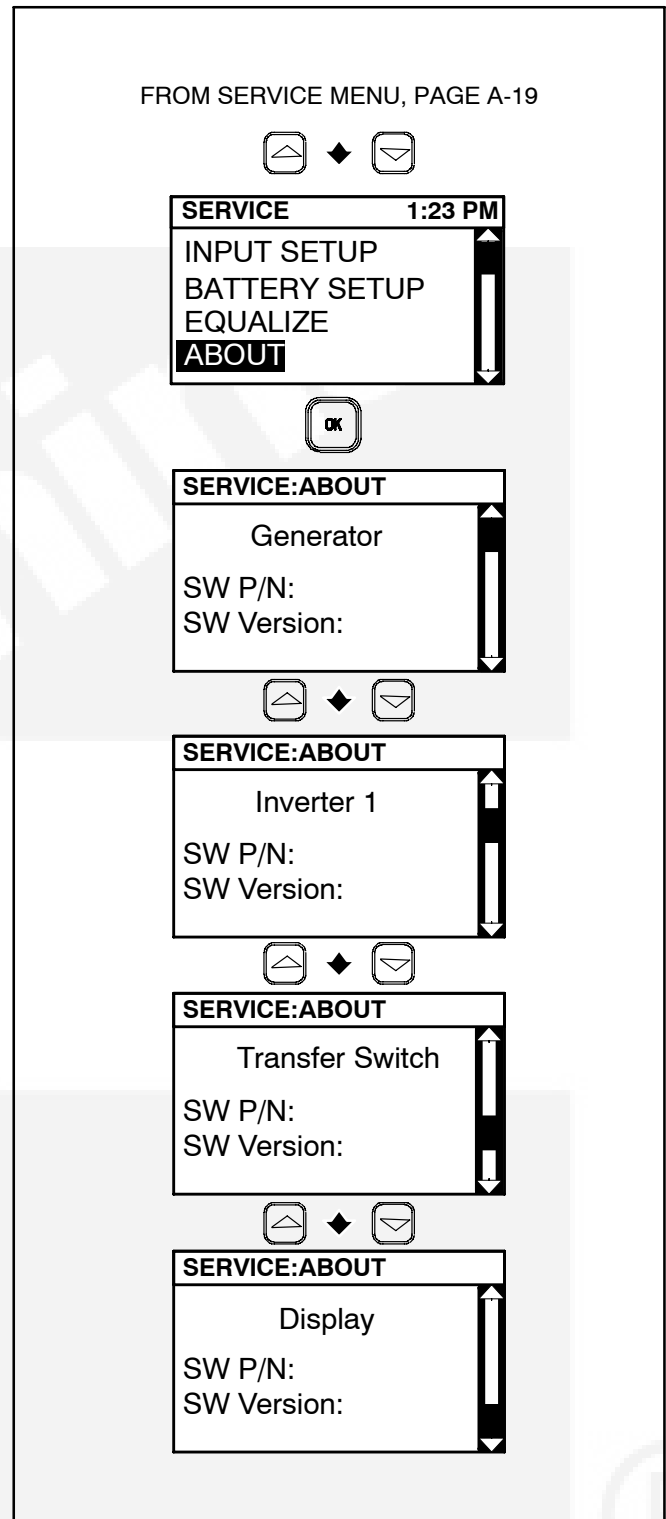 FROM SERVICE MENU, PAGE A-19
SERVICE 1:23 PM
INPUT SETUP
BATTERY SETUP
EQUALIZE
ABOUT
OK
SERVICE:ABOUT
Generator
SW P/N:
SW Version:
SERVICE:ABOUT
Inverter 1
SW P/N:
SW Version:
SERVICE:ABOUT
Transfer Switch
SW P/N:
SW Version:
SERVICE:ABOUT
Display
SW P/N:
SW Version: